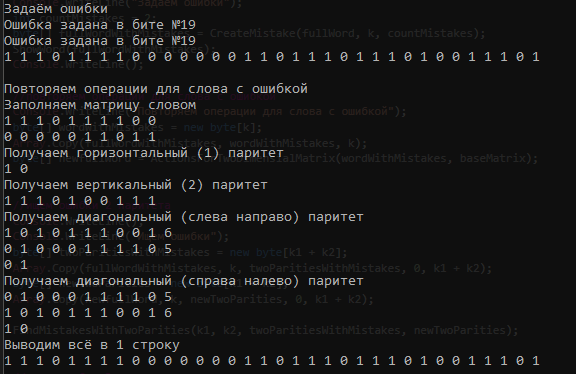 Console.WriteLine("Задаём ошибки
Задаём ошибки
Ошибка задана в бите №19
Ошибка задана в бите №19
1 1 1 0 1 1 1 1 0 0 0 0 0 0 0 1 1 0 1 1 1 0 1 1 1 0 1 0 0 1 1 1 0 1
Повторяем операции для слова с ошибкой
Заполняем матрицу словом
1 1 1 0 1 1 1 1 0 0
0 0 0 0 0 1 1 0 1 1
Получаем горизонтальный (1) паритет
1 0
Получаем вертикальный (2) паритет
1 1 1 0 1 0 0 1 1 1
Получаем диагональный (слева направо) паритет
1 0 1 0 1 1 1 0 0 1 6
0 1 0 0 0 1 1 1 1 0 5
0 1
Получаем диагональный (справа налево) паритет
0 1 0 0 0 1 1 1 1 0 5
1 0 1 0 1 1 1 0 0 1 6
1 0
Выводим всё в 1 строку
1 1 1 0 1 1 1 1 0 0 0 0 0 0 0 1 1 0 1 1 1 0 1 1 1 0 1 0 0 1 1 1 0 1